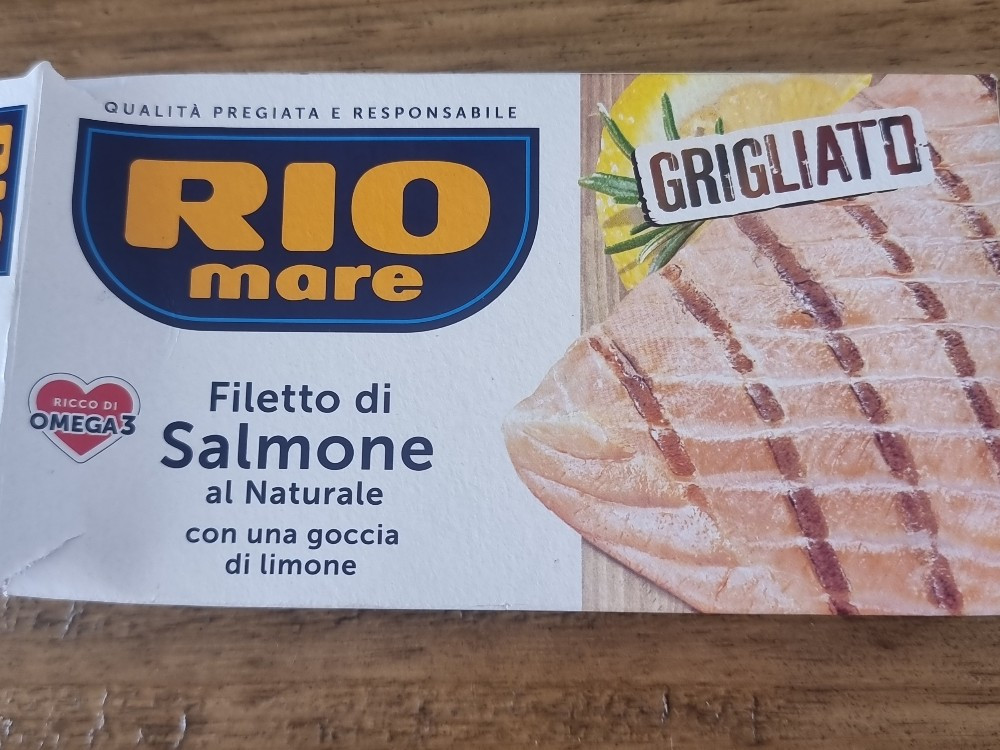 QUALITÀ PREGIATA E RESPONSABILE
RIO
mare
GRIGLIATO
RICCO DI
OMEGA3
Filetto di
Salmone
al Naturale
con una goccia
di limone